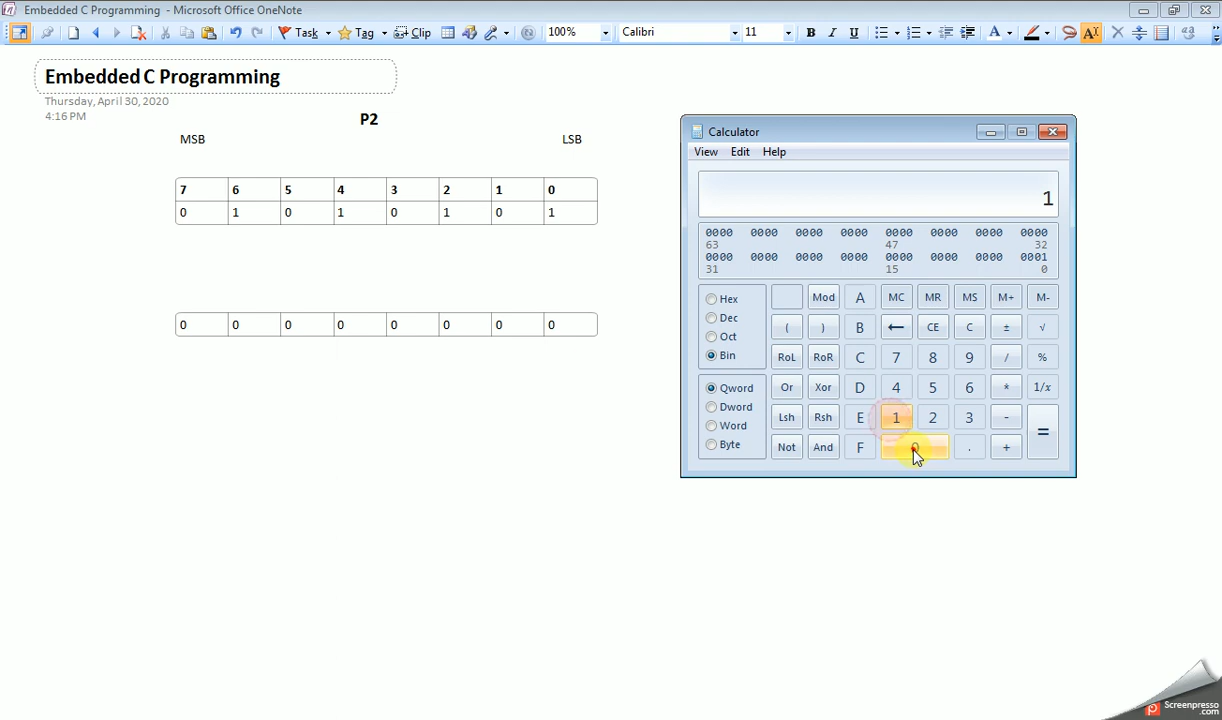 Embedded C Programming - Microsoft Office OneNote
Task Tag Clip 100% Calibri 11 B I U A A
Embedded C Programming
Thursday, April 30, 2020
4:16 PM
P2
MSB LSB
7 6 5 4 3 2 1 0
0 1 0 1 0 1 0 1
0 0 0 0 0 0 0 0
Calculator
View Edit Help
1
0000 0000 0000 0000 0000 0000 0000 0000
63 47 32
0000 0000 0000 0000 0000 0000 0000 0001
31 15 0
Hex Mod A MC MR MS M+ M-
Dec ( ) B ← CE C ± √
Oct
Bin RoL RoR C 7 8 9 / %
Qword Or Xor D 4 5 6 * 1/x
Dword Lsh Rsh E 1 2 3 - =
Word
Byte Not And F 0 . +
Screenpresso
.com